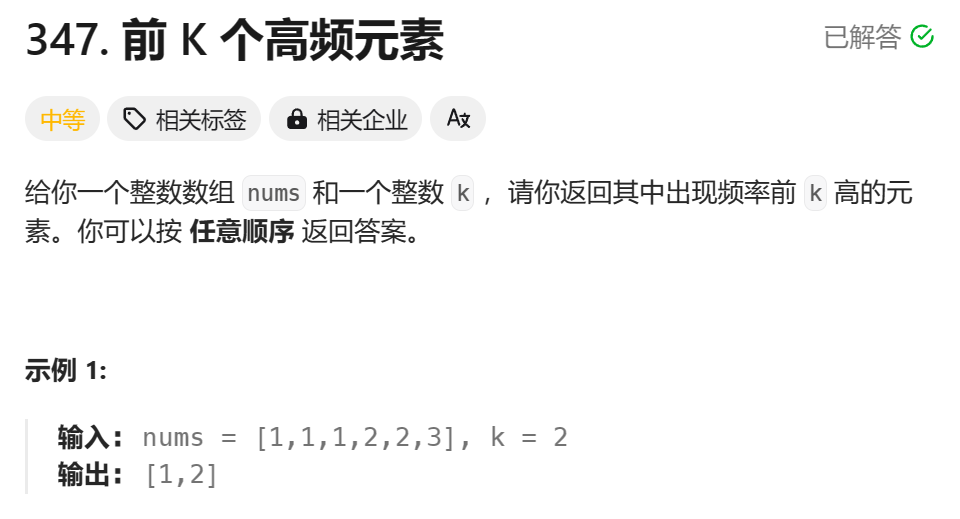 347. 前 K 个高频元素
已解答
中等
相关标签
相关企业
A文
给你一个整数数组 nums 和一个整数 k ，请你返回其中出现频率前 k 高的元
素。你可以按 任意顺序 返回答案。
示例 1:
输入: nums = [1,1,1,2,2,3], k = 2
输出: [1,2]